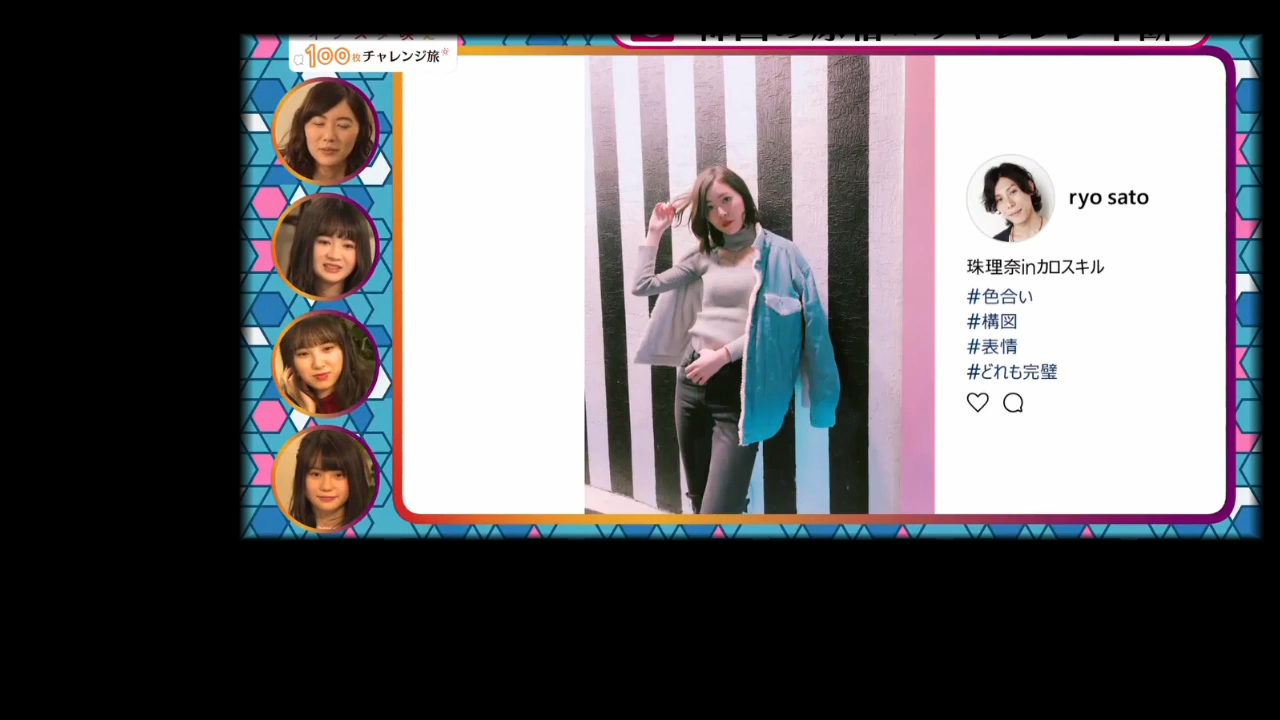 100枚チャレンジ旅
ryo sato
珠理奈inカロスキル
#色合い
#構図
#表情
#どれも完璧